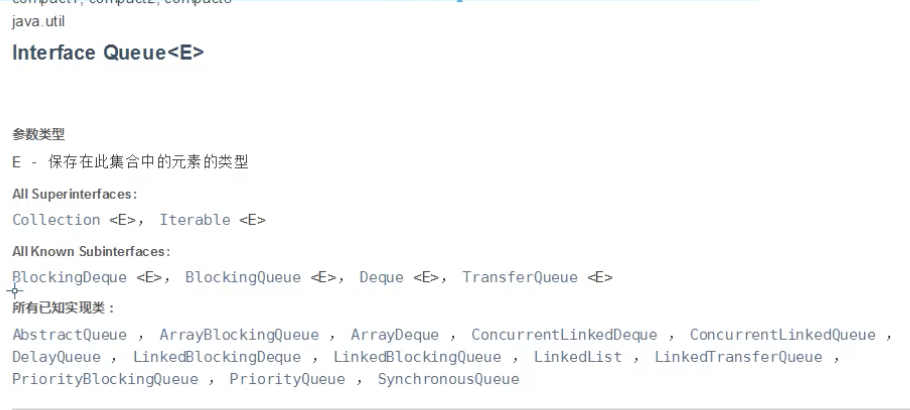 compact1, compact2, compact3
java.util
Interface Queue<E>
参数类型
E - 保存在此集合中的元素的类型
All Superinterfaces:
Collection <E>， Iterable <E>
All Known Subinterfaces:
BlockingDeque <E>， BlockingQueue <E>， Deque <E>， TransferQueue <E>
所有已知实现类：
AbstractQueue ， ArrayBlockingQueue ， ArrayDeque ， ConcurrentLinkedDeque ， ConcurrentLinkedQueue ，
DelayQueue ， LinkedBlockingDeque ， LinkedBlockingQueue ， LinkedList ， LinkedTransferQueue ，
PriorityBlockingQueue ， PriorityQueue ， SynchronousQueue